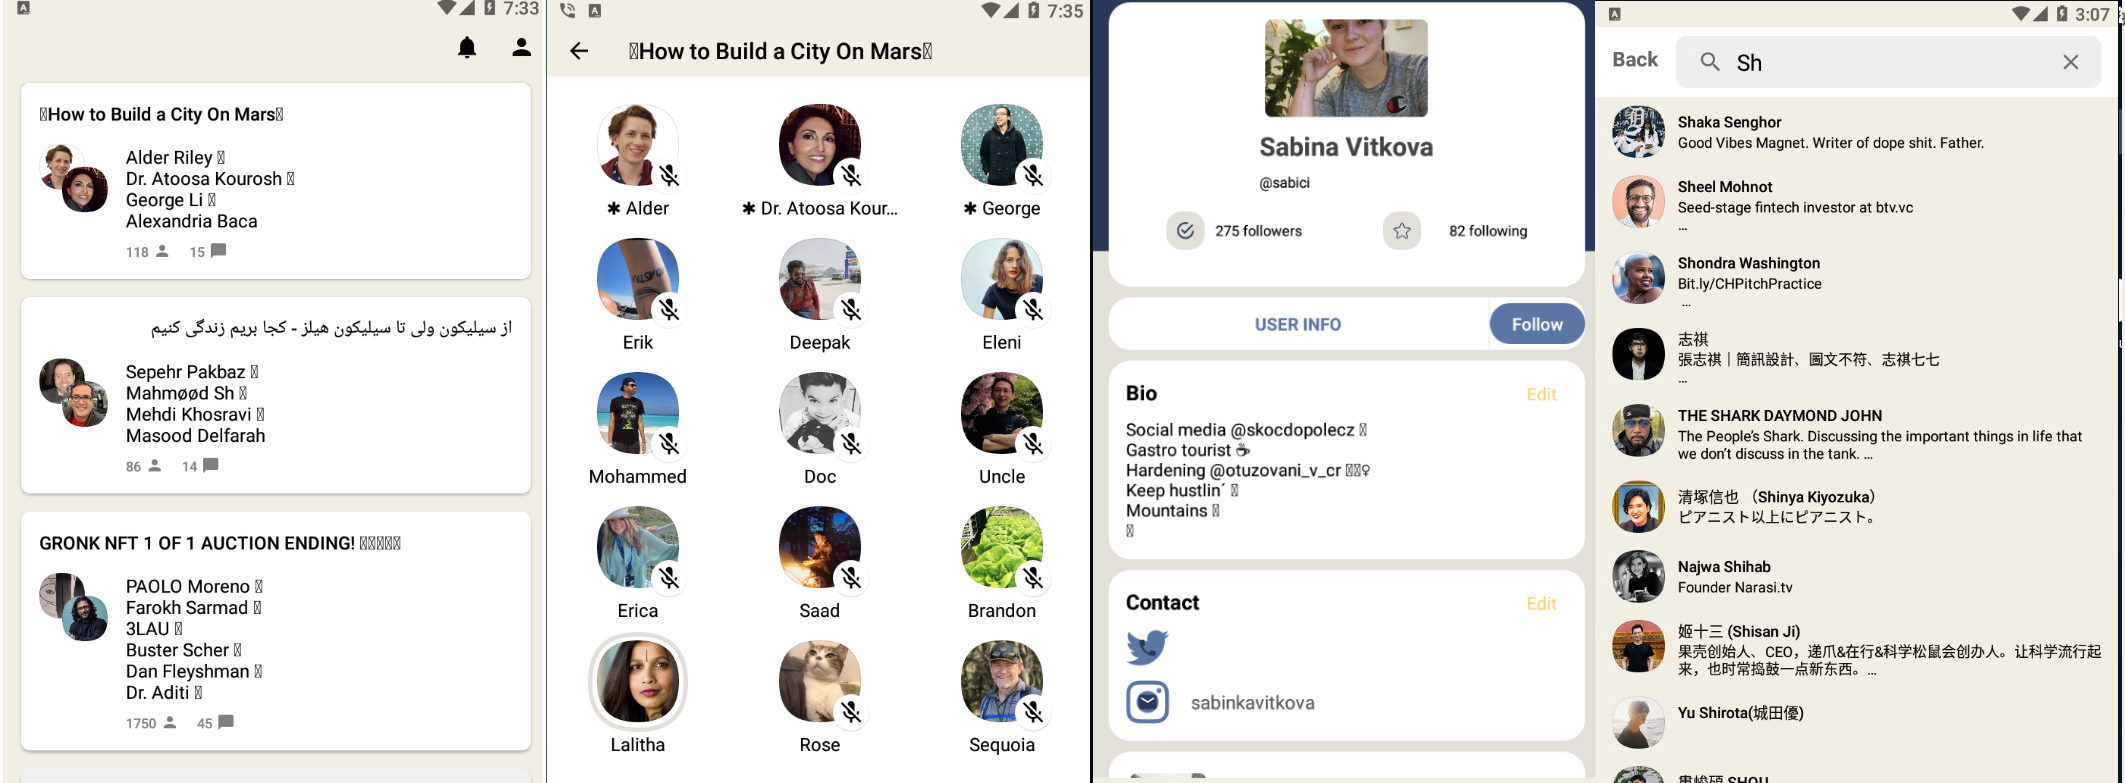 7:33
▯How to Build a City On Mars▯
Alder Riley ▯
Dr. Atoosa Kourosh ▯
George Li ▯
Alexandria Baca
118 15
از سیلیکون ولی تا سیلیکون هیلز - کجا بریم زندگی کنیم
Sepehr Pakbaz ▯
Mahmøød Sh ▯
Mehdi Khosravi ▯
Masood Delfarah
86 14
GRONK NFT 1 OF 1 AUCTION ENDING! ▯▯▯▯▯
PAOLO Moreno ▯
Farokh Sarmad ▯
3LAU ▯
Buster Scher ▯
Dan Fleyshman ▯
Dr. Aditi ▯
1750 45
7:35
▯How to Build a City On Mars▯
✱ Alder
✱ Dr. Atoosa Kour...
✱ George
Erik
Deepak
Eleni
Mohammed
Doc
Uncle
Erica
Saad
Brandon
Lalitha
Rose
Sequoia
Sabina Vitkova
@sabici
275 followers
82 following
USER INFO
Follow
Bio
Edit
Social media @skocdopolecz ▯
Gastro tourist ☕
Hardening @otuzovani_v_cr ▯▯♀
Keep hustlin´ ▯
Mountains ▯
▯
Contact
Edit
sabinkavitkova
3:07
Back
Sh
Shaka Senghor
Good Vibes Magnet. Writer of dope shit. Father.
Sheel Mohnot
Seed-stage fintech investor at btv.vc
...
Shondra Washington
Bit.ly/CHPitchPractice
...
志祺
張志祺｜簡訊設計、圖文不符、志祺七七
...
THE SHARK DAYMOND JOHN
The People’s Shark. Discussing the important things in life that
we don’t discuss in the tank. ...
清塚信也 （Shinya Kiyozuka）
ピアニスト以上にピアニスト。
Najwa Shihab
Founder Narasi.tv
姬十三 (Shisan Ji)
果壳创始人、CEO，递爪&在行&科学松鼠会创办人。让科学流行起
来，也时常捣鼓一点新东西。...
Yu Shirota(城田優)